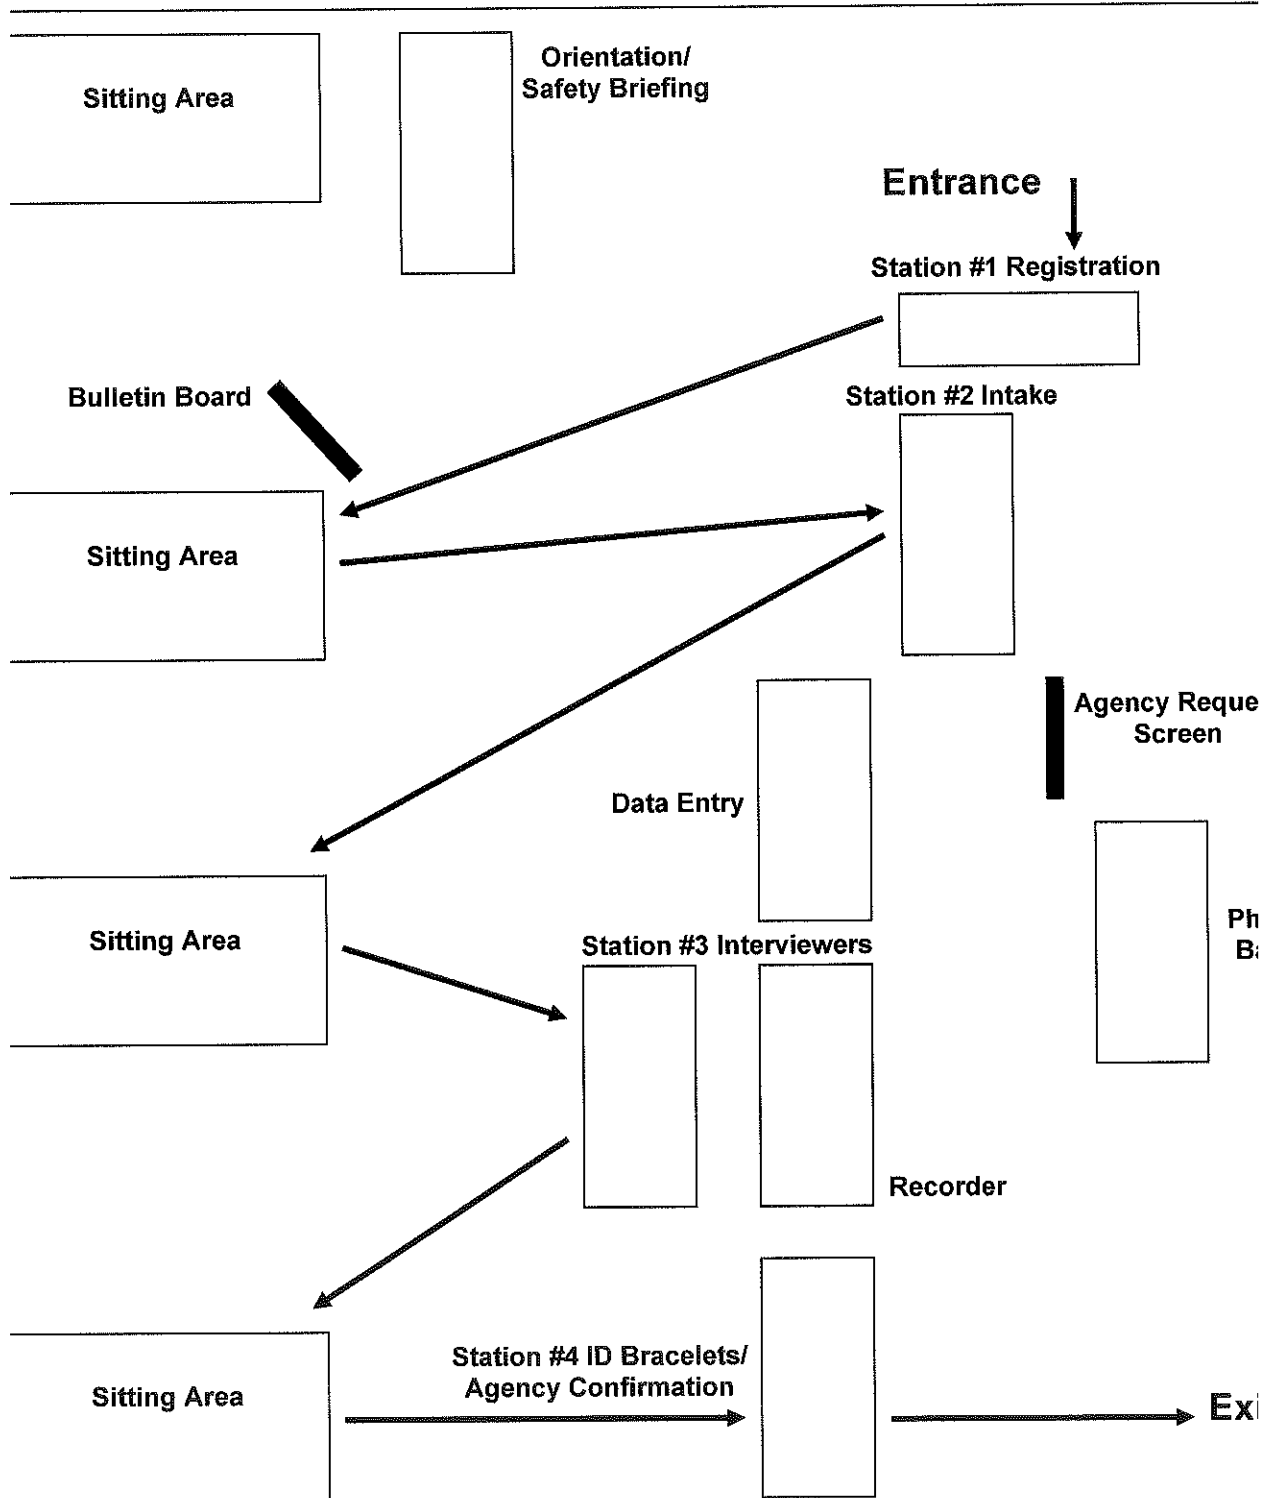 Orientation/
Safety Briefing
Sitting Area
Entrance
Station #1 Registration
Bulletin Board
Station #2 Intake
Sitting Area
Agency Reque
Screen
Data Entry
Sitting Area
Station #3 Interviewers
Recorder
Station #4 ID Bracelets/
Agency Confirmation
Sitting Area